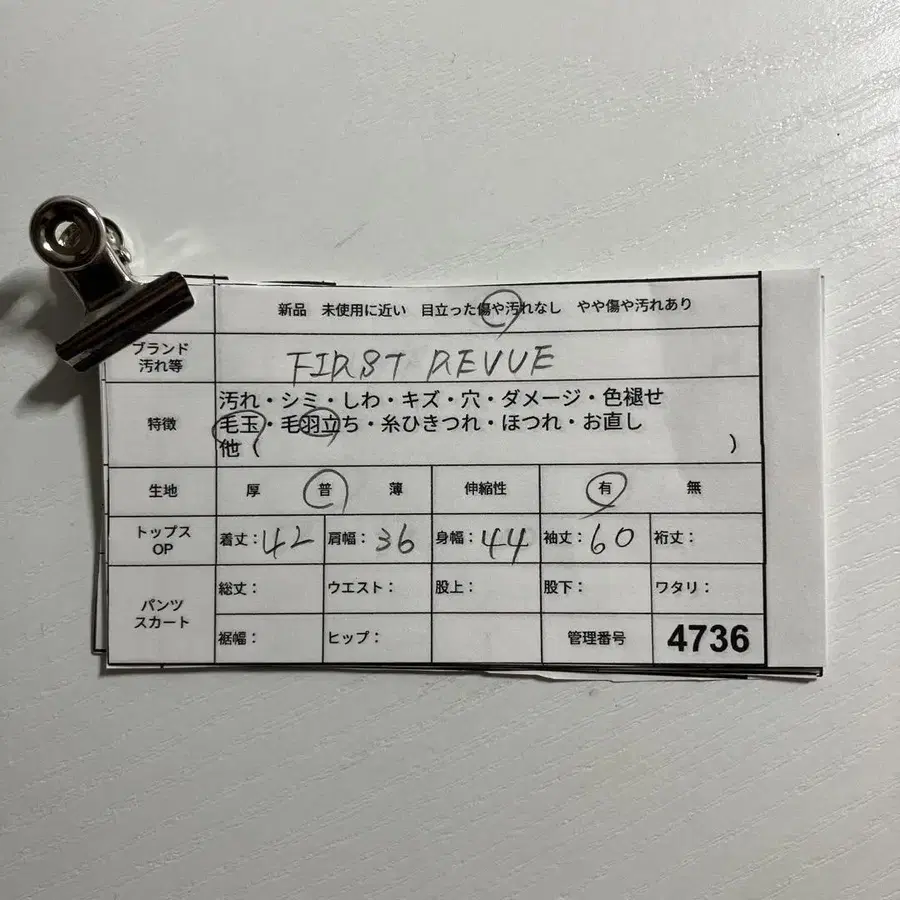 新品 未使用に近い 目立った傷や汚れなし やや傷や汚れあり
ブランド
汚れ等
FIRST REVUE
特徴
汚れ・シミ・しわ・キズ・穴・ダメージ・色褪せ
毛玉・毛羽立ち・糸ひきつれ・ほつれ・お直し
他( )
生地 厚 普 薄 伸縮性 有 無
トップス
OP
着丈:42 肩幅:36 身幅:44 袖丈:60 裄丈:
パンツ
スカート
総丈: ウエスト: 股上: 股下: ワタリ:
裾幅: ヒップ: 管理番号 4736